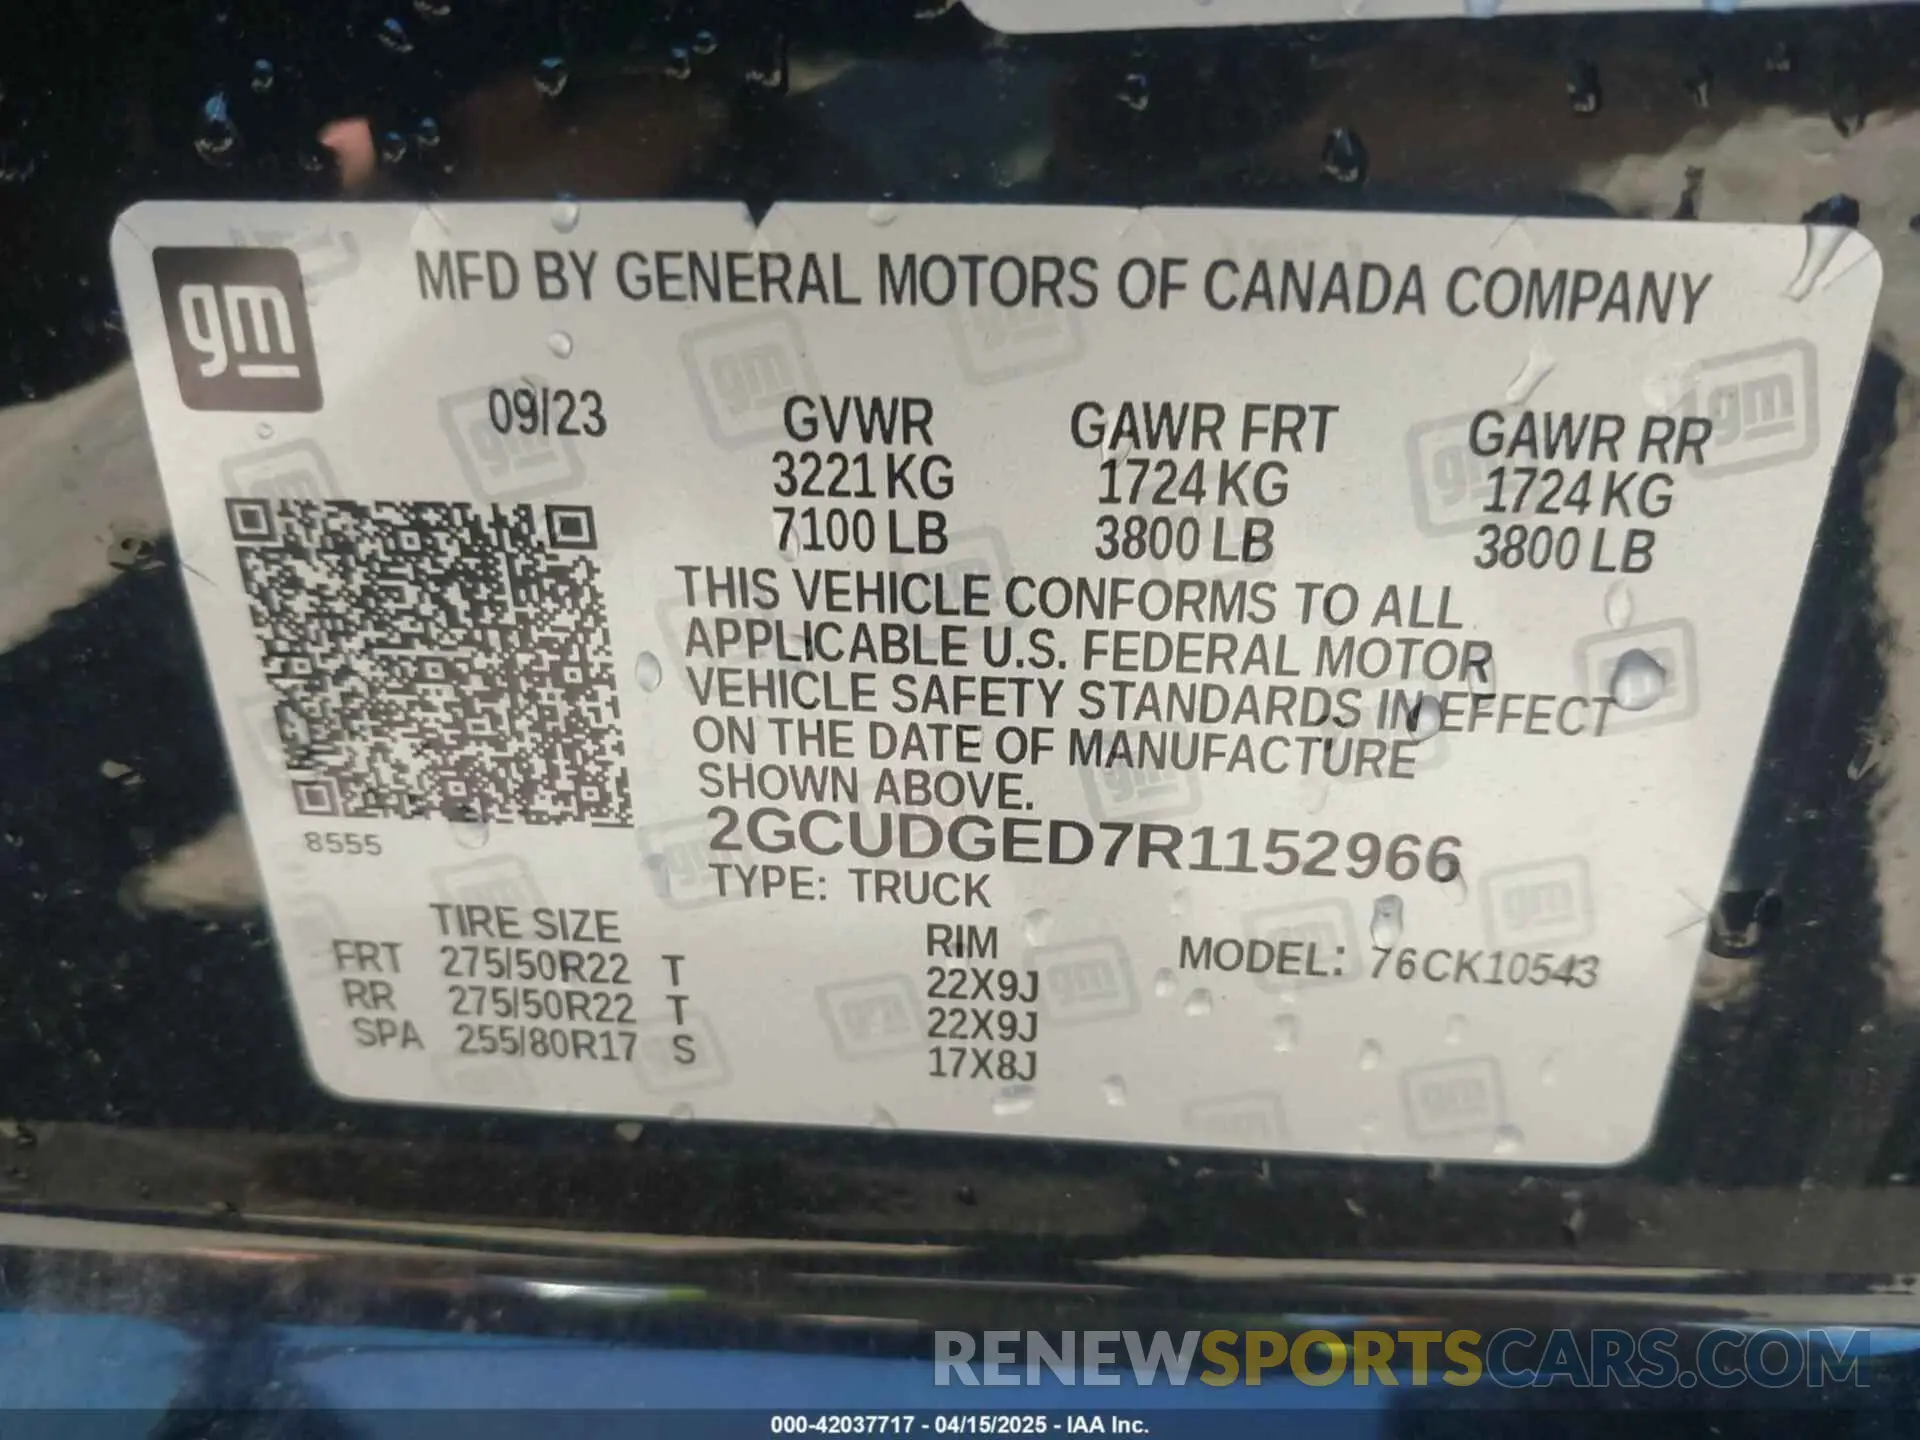 gm
MFD BY GENERAL MOTORS OF CANADA COMPANY
09/23 GVWR GAWR FRT GAWR RR
3221 KG 1724 KG 1724 KG
7100 LB 3800 LB 3800 LB
THIS VEHICLE CONFORMS TO ALL
APPLICABLE U.S. FEDERAL MOTOR
VEHICLE SAFETY STANDARDS IN EFFECT
ON THE DATE OF MANUFACTURE
SHOWN ABOVE.
8555 2GCUDGED7R1152966
TYPE: TRUCK
TIRE SIZE RIM MODEL: 76CK10543
FRT 275/50R22 T 22X9J
RR 275/50R22 T 22X9J
SPA 255/80R17 S 17X8J
RENEWSPORTSCARS.COM
000-42037717 - 04/15/2025 - IAA Inc.